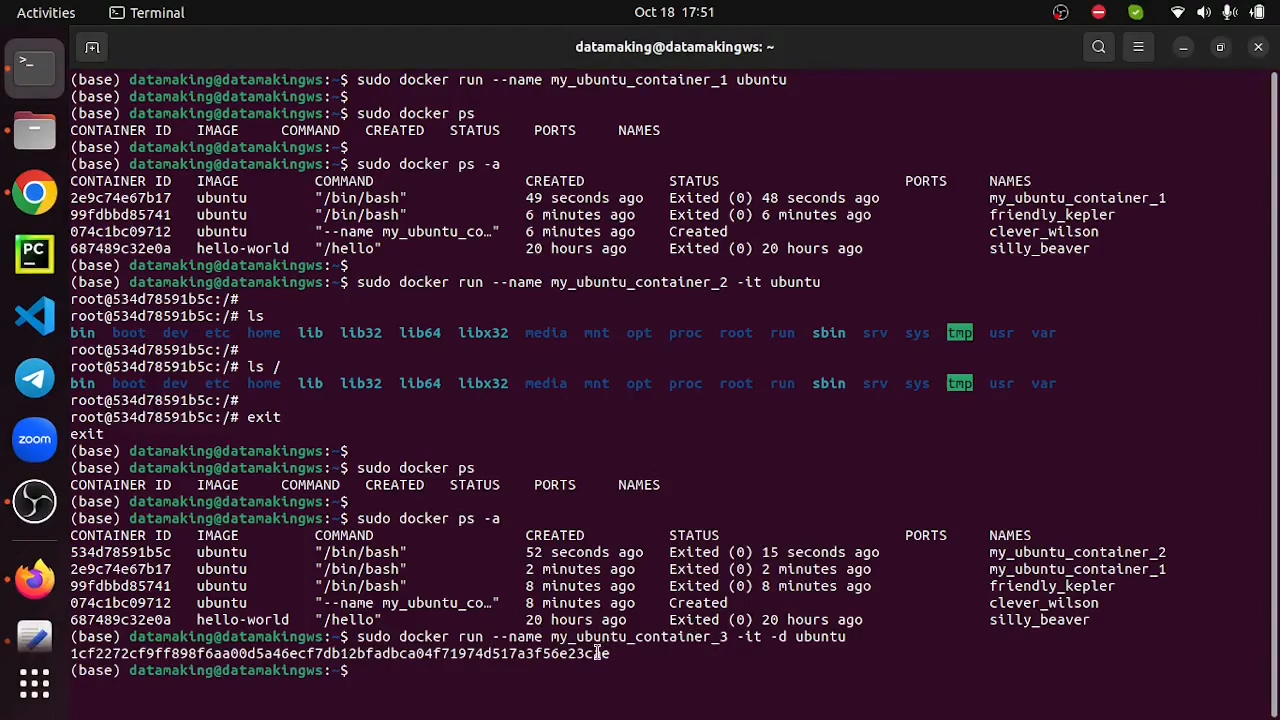 Activities Terminal Oct 18 17:51
datamaking@datamakingws: ~
(base) datamaking@datamakingws:~$ sudo docker run --name my_ubuntu_container_1 ubuntu
(base) datamaking@datamakingws:~$
(base) datamaking@datamakingws:~$ sudo docker ps
CONTAINER ID IMAGE COMMAND CREATED STATUS PORTS NAMES
(base) datamaking@datamakingws:~$
(base) datamaking@datamakingws:~$ sudo docker ps -a
CONTAINER ID IMAGE COMMAND CREATED STATUS PORTS NAMES
2e9c74e67b17 ubuntu "/bin/bash" 49 seconds ago Exited (0) 48 seconds ago my_ubuntu_container_1
99fdbbd85741 ubuntu "/bin/bash" 6 minutes ago Exited (0) 6 minutes ago friendly_kepler
074c1bc09712 ubuntu "--name my_ubuntu_co…" 6 minutes ago Created clever_wilson
687489c32e0a hello-world "/hello" 20 hours ago Exited (0) 20 hours ago silly_beaver
(base) datamaking@datamakingws:~$
(base) datamaking@datamakingws:~$ sudo docker run --name my_ubuntu_container_2 -it ubuntu
root@534d78591b5c:/#
root@534d78591b5c:/# ls
bin boot dev etc home lib lib32 lib64 libx32 media mnt opt proc root run sbin srv sys tmp usr var
root@534d78591b5c:/#
root@534d78591b5c:/# ls /
bin boot dev etc home lib lib32 lib64 libx32 media mnt opt proc root run sbin srv sys tmp usr var
root@534d78591b5c:/#
root@534d78591b5c:/# exit
exit
(base) datamaking@datamakingws:~$
(base) datamaking@datamakingws:~$ sudo docker ps
CONTAINER ID IMAGE COMMAND CREATED STATUS PORTS NAMES
(base) datamaking@datamakingws:~$
(base) datamaking@datamakingws:~$ sudo docker ps -a
CONTAINER ID IMAGE COMMAND CREATED STATUS PORTS NAMES
534d78591b5c ubuntu "/bin/bash" 52 seconds ago Exited (0) 15 seconds ago my_ubuntu_container_2
2e9c74e67b17 ubuntu "/bin/bash" 2 minutes ago Exited (0) 2 minutes ago my_ubuntu_container_1
99fdbbd85741 ubuntu "/bin/bash" 8 minutes ago Exited (0) 8 minutes ago friendly_kepler
074c1bc09712 ubuntu "--name my_ubuntu_co…" 8 minutes ago Created clever_wilson
687489c32e0a hello-world "/hello" 20 hours ago Exited (0) 20 hours ago silly_beaver
(base) datamaking@datamakingws:~$ sudo docker run --name my_ubuntu_container_3 -it -d ubuntu
(base) datamaking@datamakingws:~$
PC
zoom